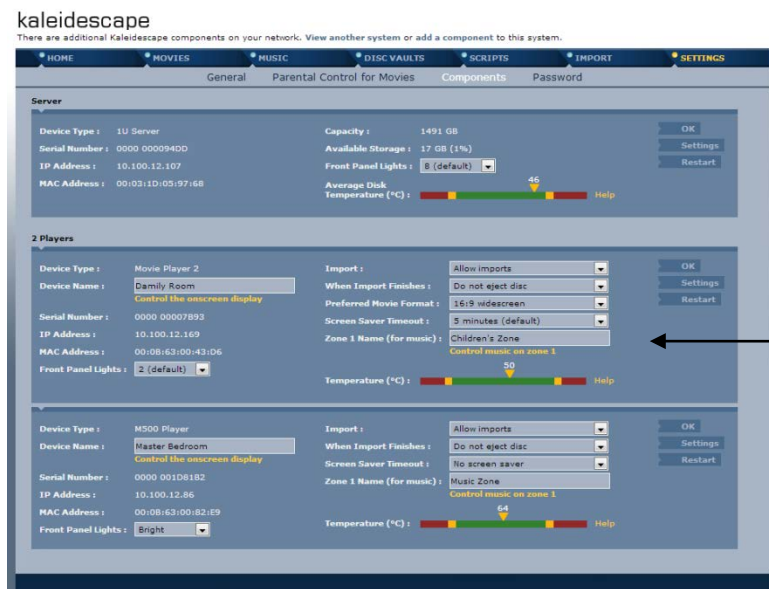 kaleidescape
There are additional Kaleidescape components on your network. View another system or add a component to this system.
HOME MOVIES MUSIC DISC VAULTS SCRIPTS IMPORT SETTINGS
General Parental Control for Movies Components Password
Server
Device Type : 1U Server Capacity : 1491 GB OK
Serial Number : 0000 000094DD Available Storage : 17 GB (1%) Settings
IP Address : 10.100.12.107 Front Panel Lights : 8 (default) Restart
MAC Address : 00:03:1D:05:97:68 Average Disk Temperature (°C) : 46 Help
2 Players
Device Type : Movie Player 2 Import : Allow imports OK
Device Name : Damily Room When Import Finishes : Do not eject disc Settings
Control the onscreen display Preferred Movie Format : 16:9 widescreen Restart
Serial Number : 0000 00007B93 Screen Saver Timeout : 5 minutes (default)
IP Address : 10.100.12.169 Zone 1 Name (for music) : Children's Zone
MAC Address : 00:0B:63:00:43:D6 Control music on zone 1
Front Panel Lights : 2 (default) 50
Temperature (°C) : Help
Device Type : M500 Player Import : Allow imports OK
Device Name : Master Bedroom When Import Finishes : Do not eject disc Settings
Control the onscreen display Screen Saver Timeout : No screen saver Restart
Serial Number : 0000 001D81B2 Zone 1 Name (for music) : Music Zone
IP Address : 10.100.12.86 Control music on zone 1
MAC Address : 00:0B:63:00:82:E9 64
Front Panel Lights : Bright Temperature (°C) : Help